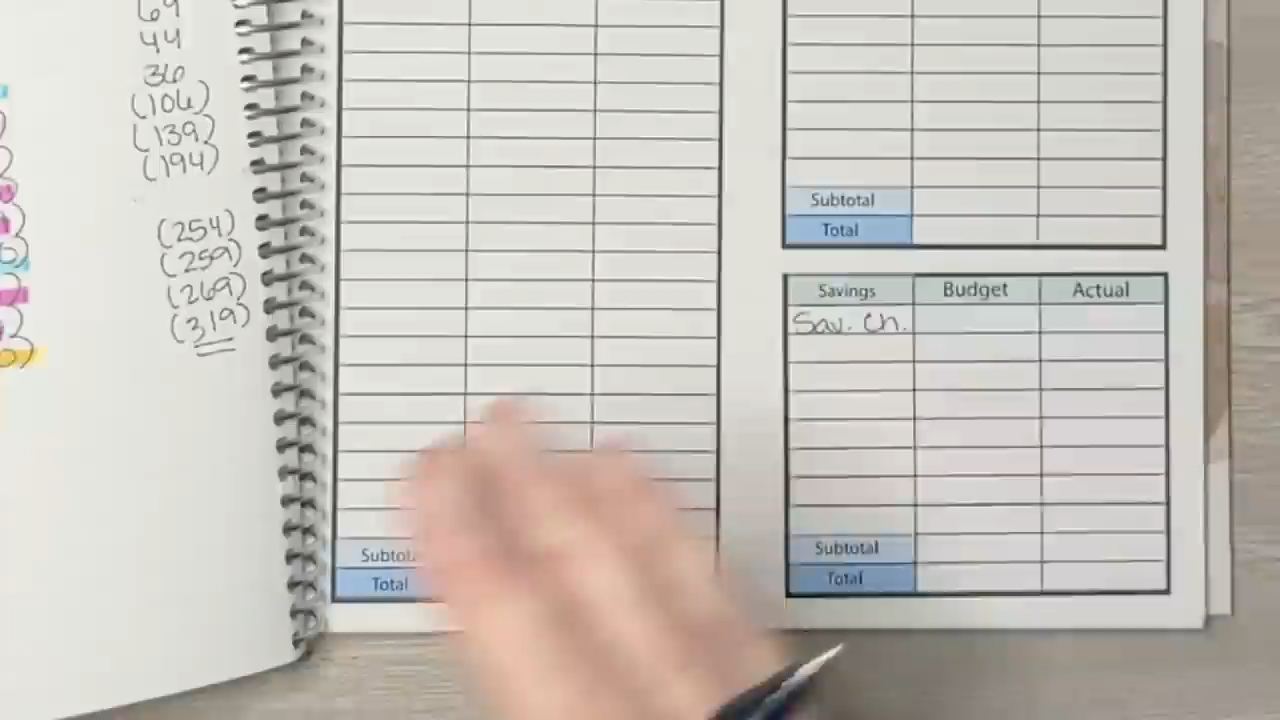 69
44
36
(106)
(139)
(194)
(254)
(259)
(269)
(319)
Subtotal
Total
Subtotal
Total
Savings Budget Actual
Sav. Ch.
Subtotal
Total